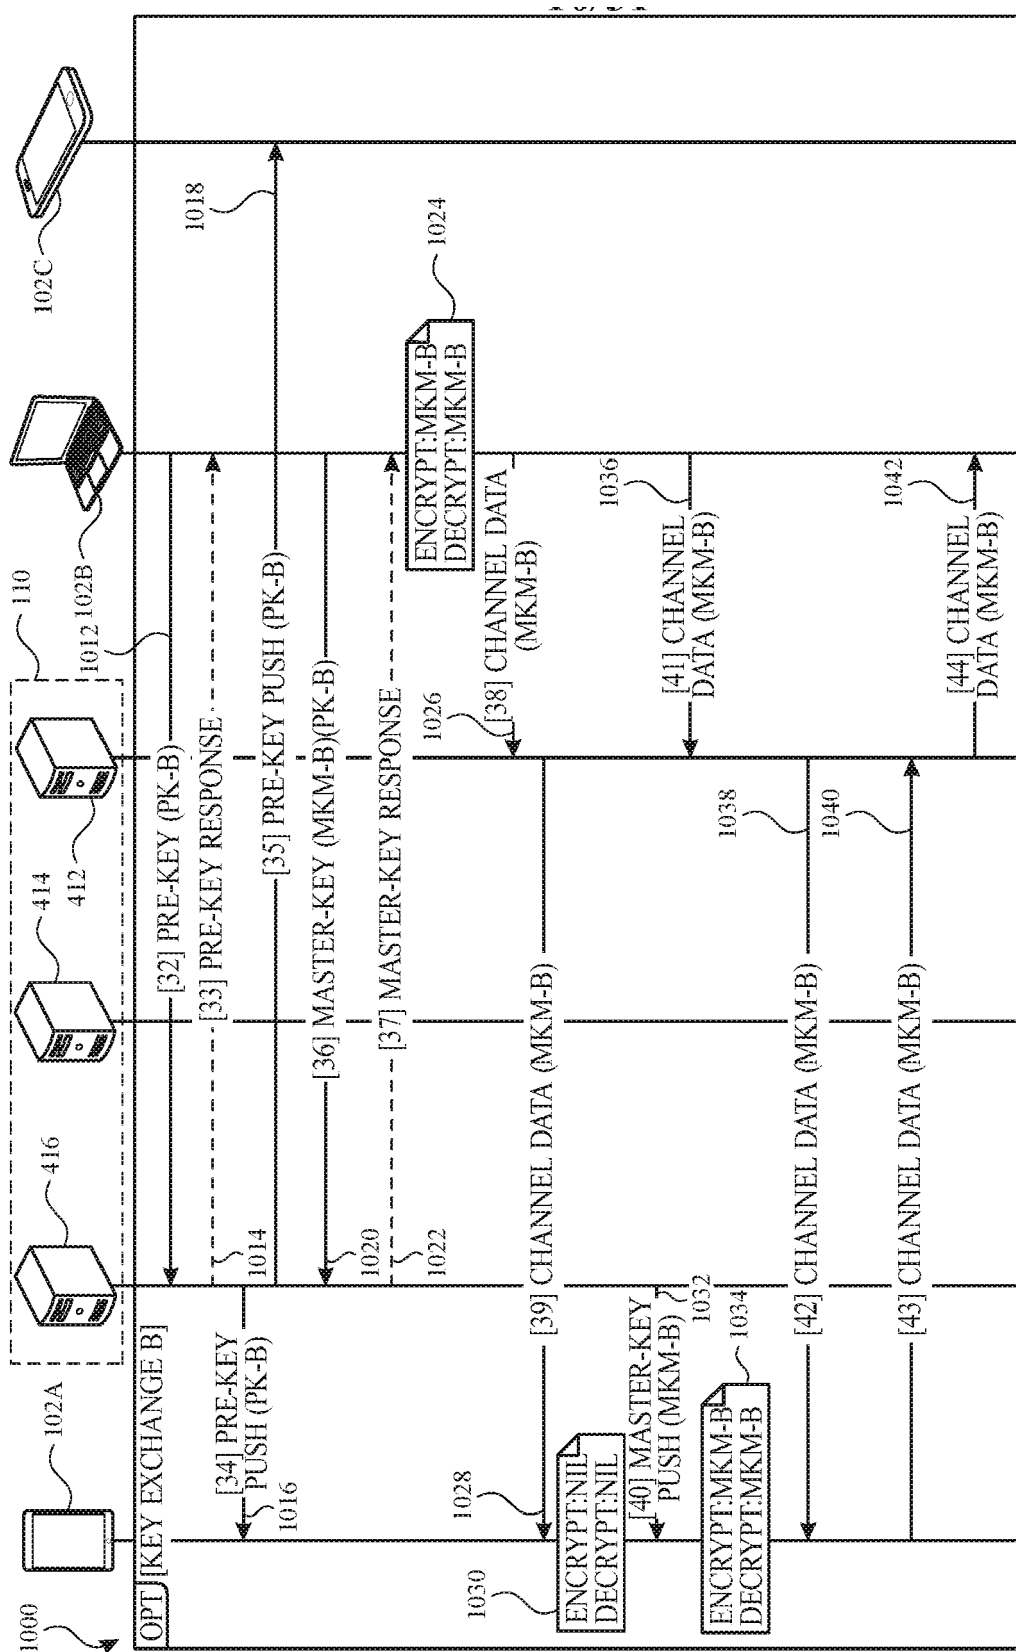 1000
102A
416
414
412
110
102B
102C
OPT
[KEY EXCHANGE B]
1012
[32] PRE-KEY (PK-B)
[33] PRE-KEY RESPONSE
1014
[34] PRE-KEY
PUSH (PK-B)
1016
[35] PRE-KEY PUSH (PK-B)
1018
[36] MASTER-KEY (MKM-B)(PK-B)
1020
[37] MASTER-KEY RESPONSE
1022
ENCRYPT:MKM-B
DECRYPT:MKM-B
1024
[38] CHANNEL DATA
(MKM-B)
1026
[39] CHANNEL DATA (MKM-B)
1028
ENCRYPT:NIL
DECRYPT:NIL
1030
[40] MASTER-KEY
PUSH (MKM-B)
1032
ENCRYPT:MKM-B
DECRYPT:MKM-B
1034
[41] CHANNEL
DATA (MKM-B)
1036
[42] CHANNEL DATA (MKM-B)
1038
[43] CHANNEL DATA (MKM-B)
1040
[44] CHANNEL
DATA (MKM-B)
1042